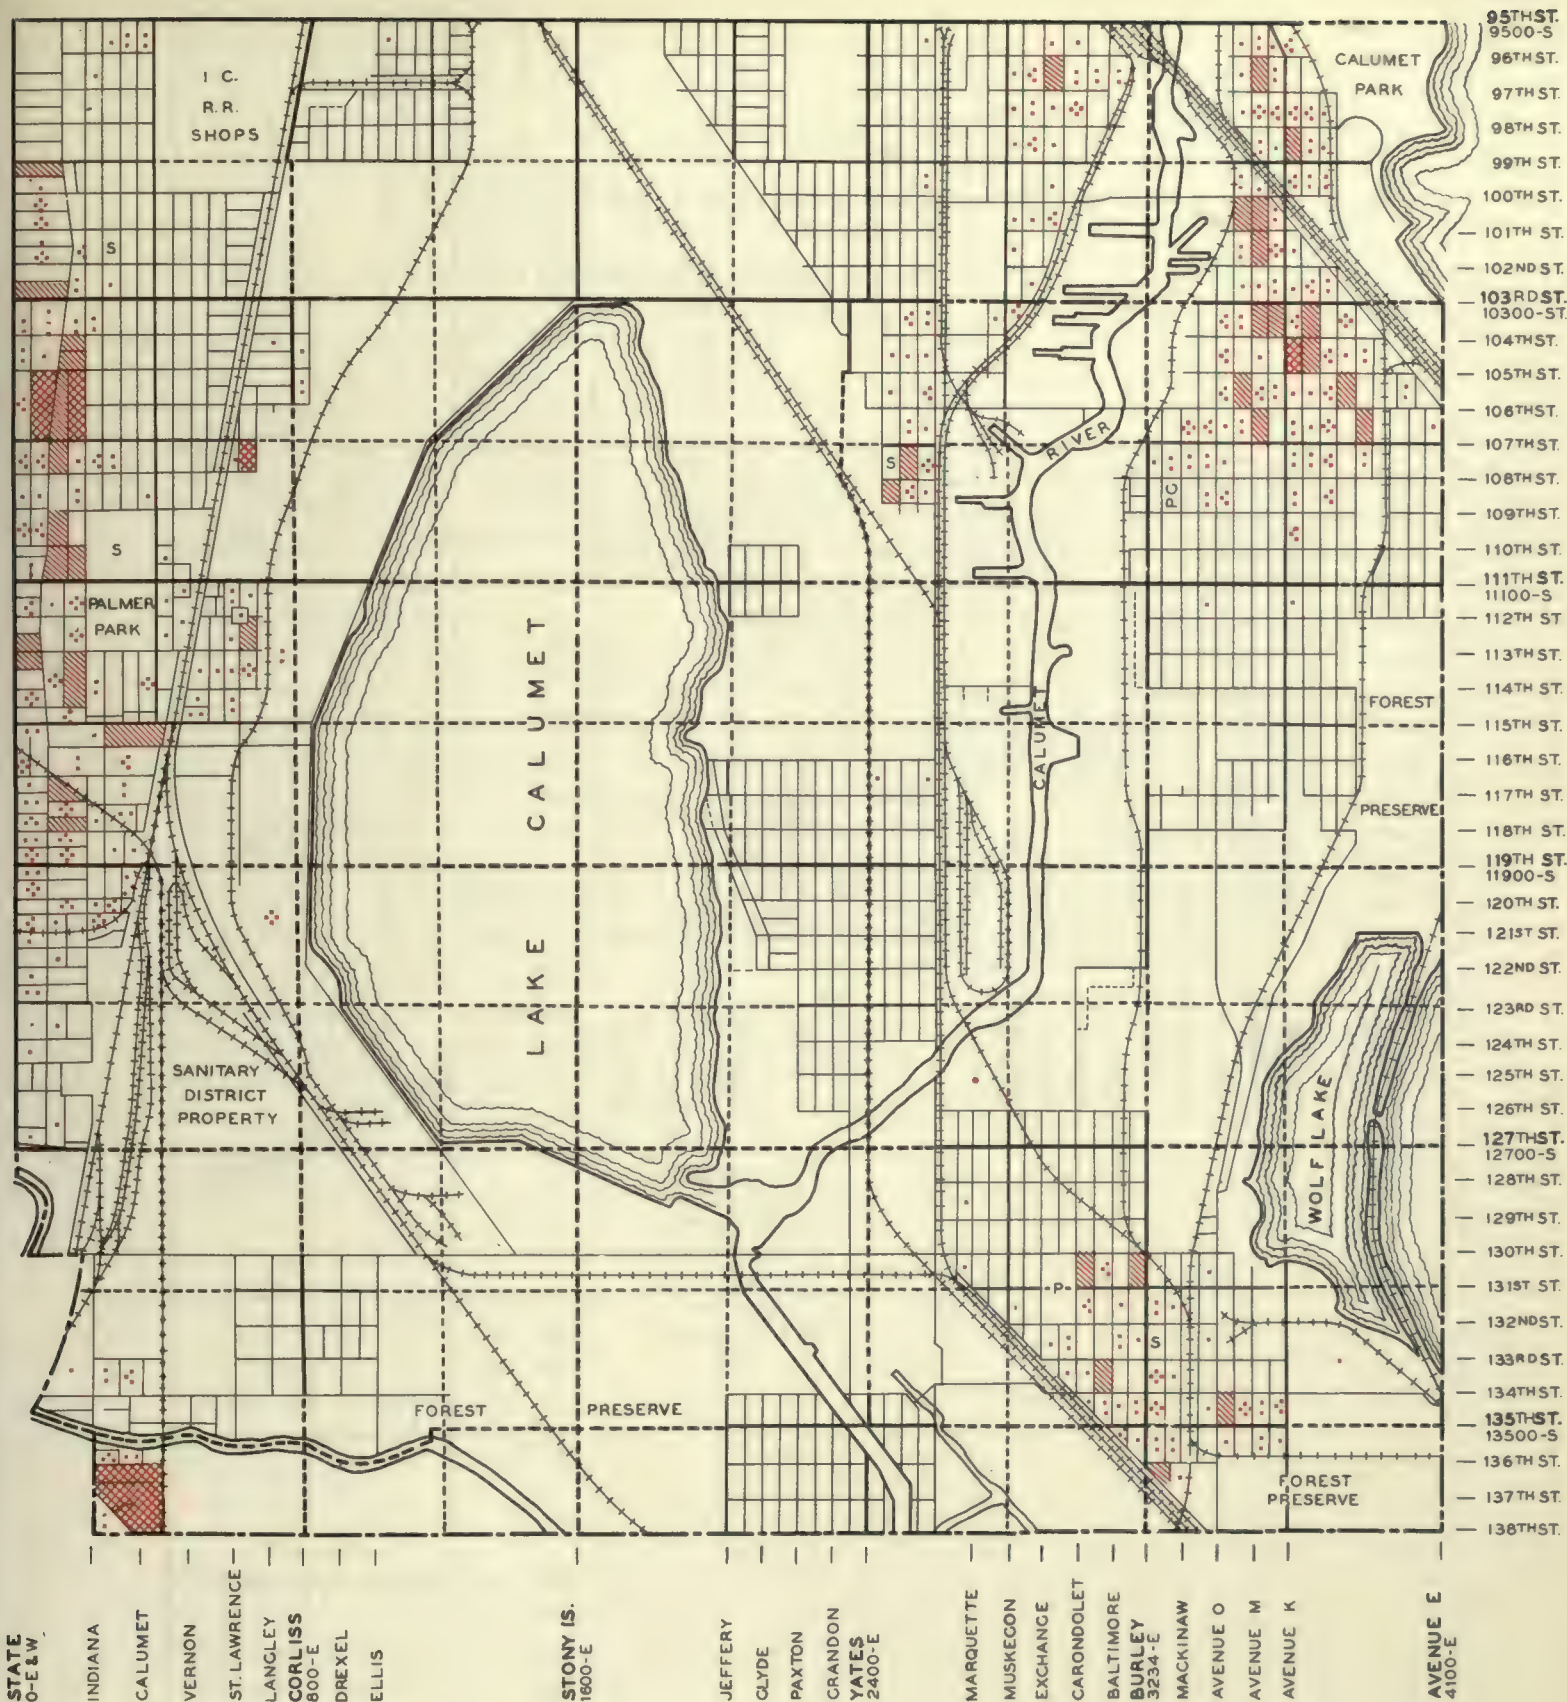 95TH ST.
9500-S
96TH ST.
97TH ST.
98TH ST.
99TH ST.
100TH ST.
101TH ST.
102ND ST.
103RD ST.
10300-ST.
104TH ST.
105TH ST.
106TH ST.
107TH ST.
108TH ST.
109TH ST.
110TH ST.
111TH ST.
11100-S
112TH ST
113TH ST.
114TH ST.
115TH ST.
116TH ST.
117TH ST.
118TH ST.
119TH ST.
11900-S
120TH ST.
121ST ST.
122ND ST.
123RD ST.
124TH ST.
125TH ST.
126TH ST.
127TH ST.
12700-S
128TH ST.
129TH ST.
130TH ST.
131ST ST.
132ND ST.
133RD ST.
134TH ST.
135TH ST.
13500-S
136TH ST.
137TH ST.
138TH ST.
I C.
R.R.
SHOPS
CALUMET
PARK
S
S
RIVER
PC
S
PALMER
PARK
LAKE CALUMET
CALUMET
FOREST
PRESERVE
SANITARY
DISTRICT
PROPERTY
WOLF LAKE
P
S
FOREST PRESERVE
FOREST
PRESERVE
STATE
0-E & W.
INDIANA
CALUMET
VERNON
ST. LAWRENCE
LANGLEY
CORLISS
800-E
DREXEL
ELLIS
STONY IS.
1600-E
JEFFERY
CLYDE
PAXTON
CRANDON
YATES
2400-E
MARQUETTE
MUSKEGON
EXCHANGE
CARONDOLET
BALTIMORE
BURLEY
3234-E
MACKINAW
AVENUE O
AVENUE M
AVENUE K
AVENUE E
4100-E